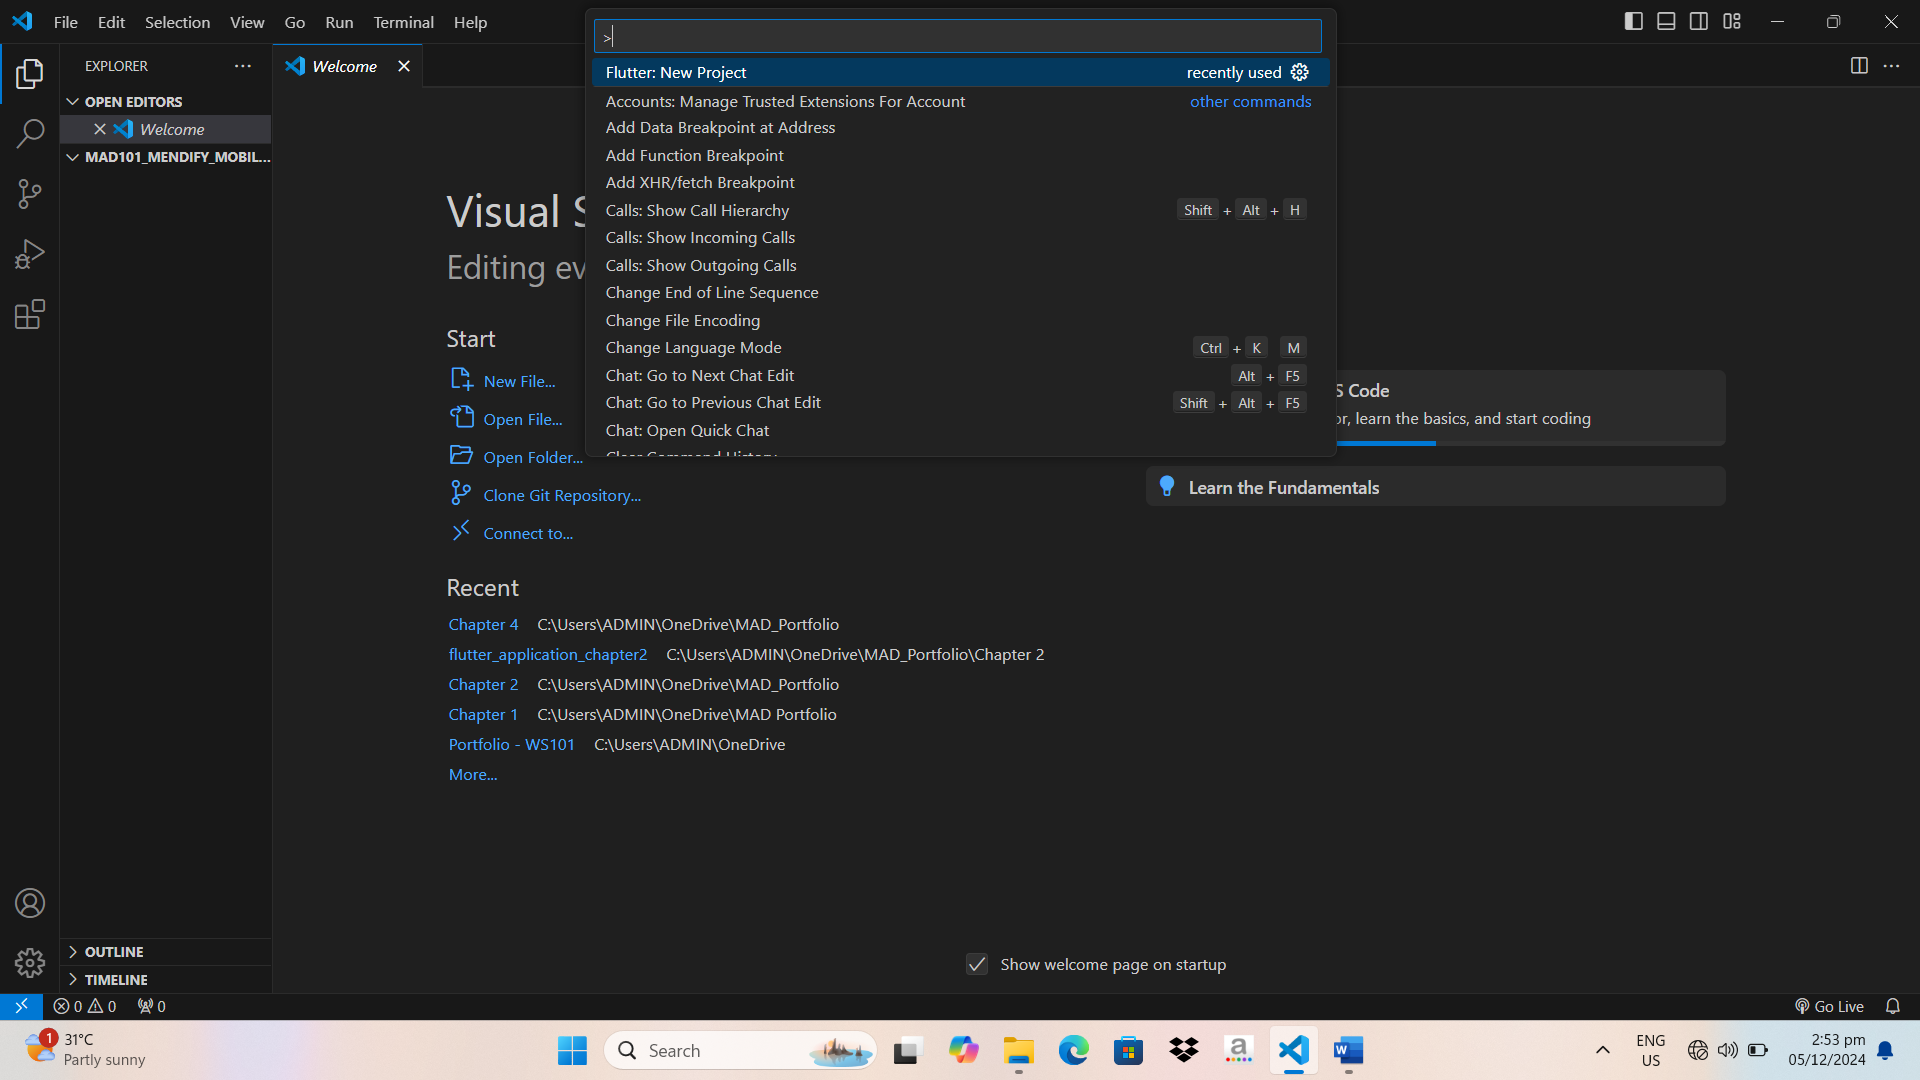 File Edit Selection View Go Run Terminal Help
>
Flutter: New Project recently used
Accounts: Manage Trusted Extensions For Account other commands
Add Data Breakpoint at Address
Add Function Breakpoint
Add XHR/fetch Breakpoint
Calls: Show Call Hierarchy Shift + Alt + H
Calls: Show Incoming Calls
Calls: Show Outgoing Calls
Change End of Line Sequence
Change File Encoding
Change Language Mode Ctrl + K M
Chat: Go to Next Chat Edit Alt + F5
Chat: Go to Previous Chat Edit Shift + Alt + F5
Chat: Open Quick Chat
Clear Command History
EXPLORER
OPEN EDITORS
Welcome
MAD101_MENDIFY_MOBIL...
OUTLINE
TIMELINE
Welcome
Visual S
Editing ev
Start
New File...
Open File...
Open Folder...
Clone Git Repository...
Connect to...
Recent
Chapter 4 C:\Users\ADMIN\OneDrive\MAD_Portfolio
flutter_application_chapter2 C:\Users\ADMIN\OneDrive\MAD_Portfolio\Chapter 2
Chapter 2 C:\Users\ADMIN\OneDrive\MAD_Portfolio
Chapter 1 C:\Users\ADMIN\OneDrive\MAD Portfolio
Portfolio - WS101 C:\Users\ADMIN\OneDrive
More...
S Code
or, learn the basics, and start coding
Learn the Fundamentals
Show welcome page on startup
0 0 0
Go Live
1
31°C
Partly sunny
Search
ENG
US
2:53 pm
05/12/2024